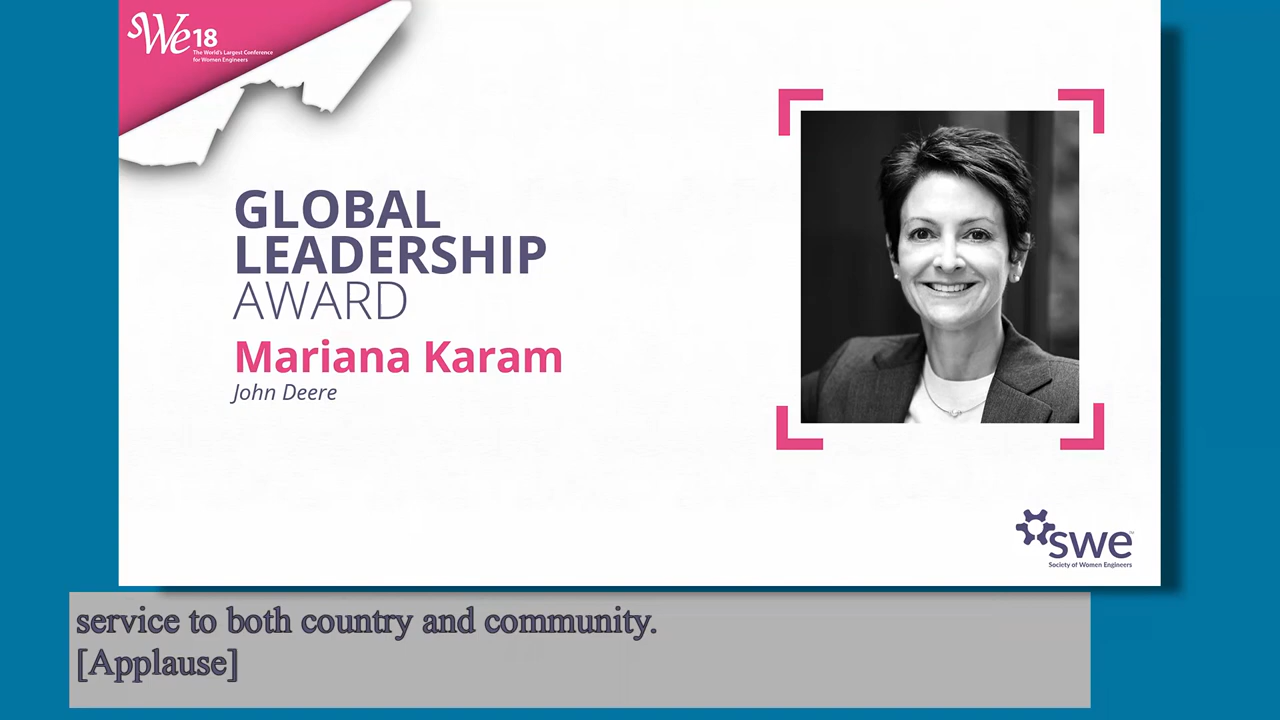 SWe18
The World's Largest Conference
for Women Engineers
GLOBAL
LEADERSHIP
AWARD
Mariana Karam
John Deere
swe
Society of Women Engineers
service to both country and community.
[Applause]